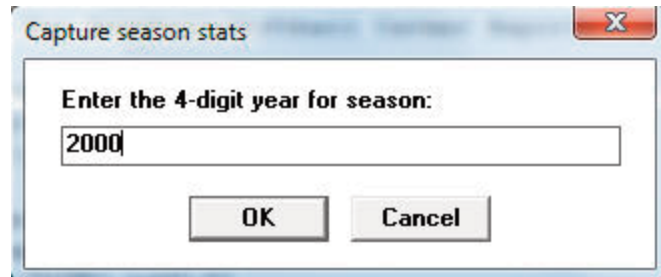 Capture season stats
Enter the 4-digit year for season:
2000
OK
Cancel